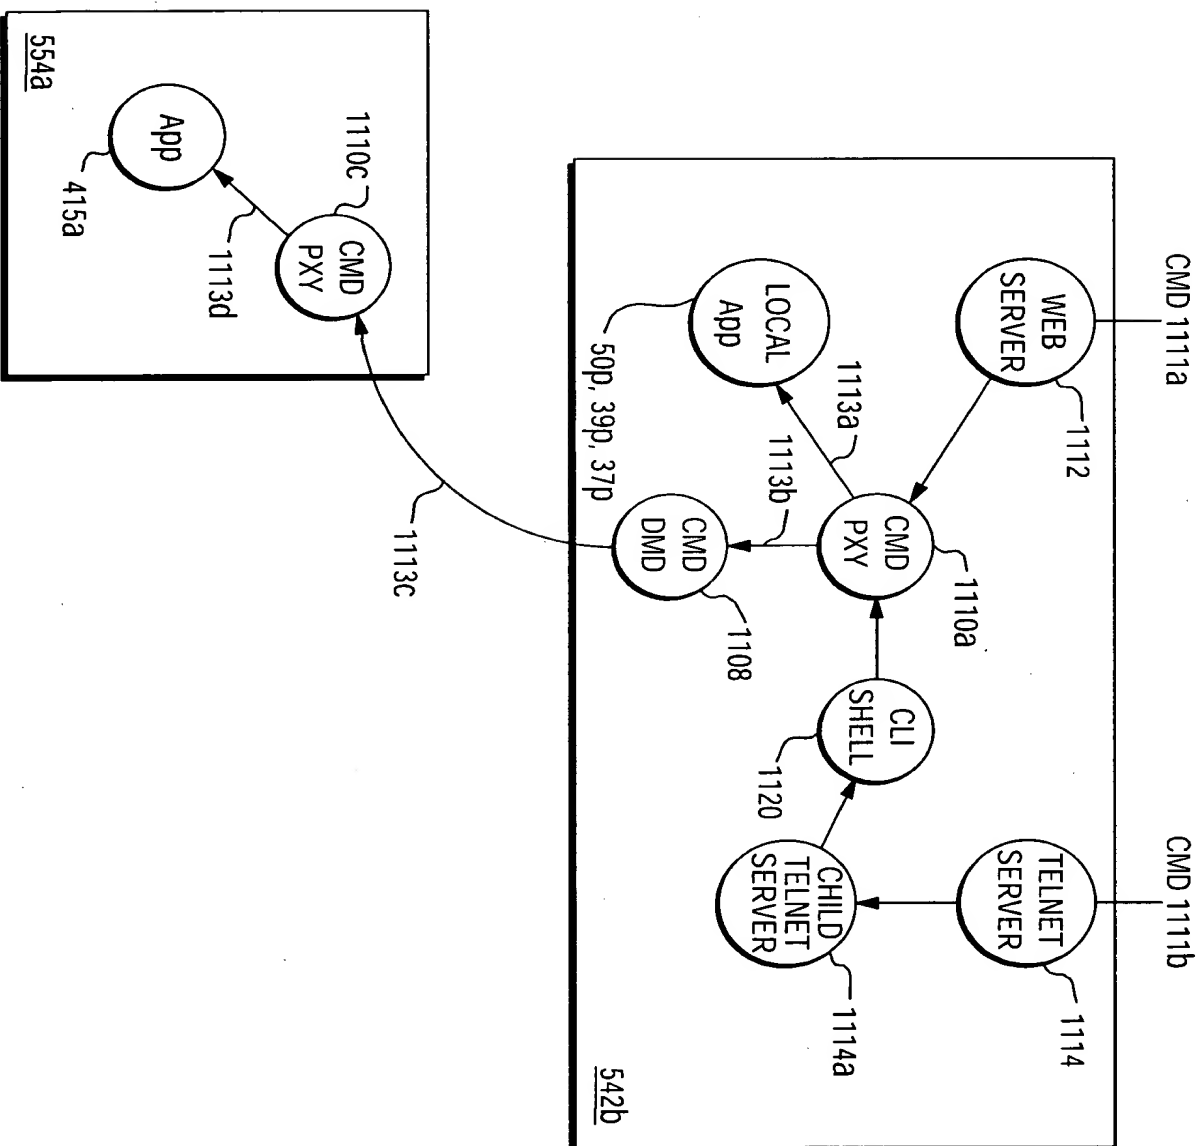 CMD 1111a
CMD 1111b
WEB
SERVER
1112
TELNET
SERVER
1114
CMD
PXY
1110a
CLI
SHELL
1120
CHILD
TELNET
SERVER
1114a
LOCAL
App
50p, 39p, 37p
1113a
1113b
CMD
DMD
1108
542b
1113c
CMD
PXY
1110c
1113d
App
415a
554a